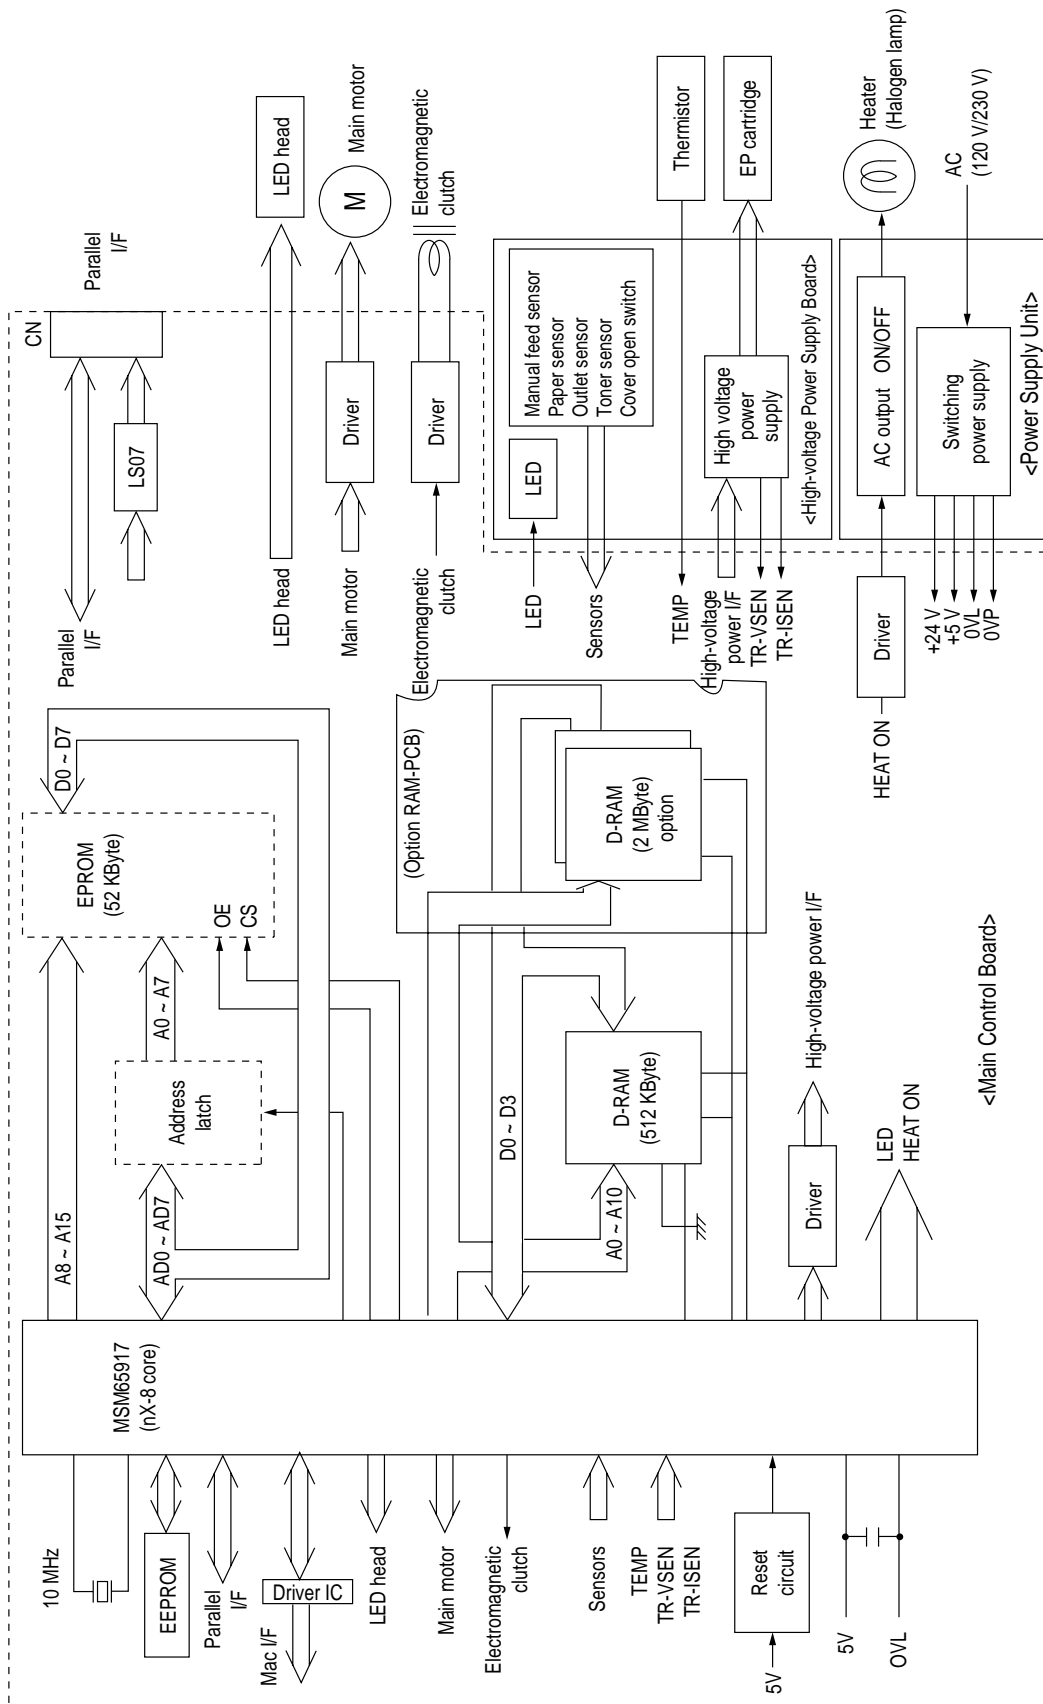 10 MHz
EEPROM
Parallel
I/F
Mac I/F
Driver IC
LED head
Main motor
Electromagnetic
clutch
Sensors
TEMP
TR-VSEN
TR-ISEN
Reset
circuit
5V
5V
OVL
MSM65917
(nX-8 core)
A8 ~ A15
AD0 ~ AD7
Address
latch
A0 ~ A7
EPROM
(52 KByte)
OE
CS
D0 ~ D7
D0 ~ D3
A0 ~ A10
D-RAM
(512 KByte)
(Option RAM-PCB)
D-RAM
(2 MByte)
option
Driver
High-voltage power I/F
LED
HEAT ON
<Main Control Board>
Parallel
I/F
LS07
CN
Parallel
I/F
LED head
LED head
Main motor
Driver
M
Main motor
Electromagnetic
clutch
Driver
Electromagnetic
clutch
LED
LED
Sensors
Manual feed sensor
Paper sensor
Outlet sensor
Toner sensor
Cover open switch
TEMP
Thermistor
High-voltage
power I/F
TR-VSEN
TR-ISEN
High voltage
power
supply
EP cartridge
<High-voltage Power Supply Board>
HEAT ON
Driver
AC output ON/OFF
Heater
(Halogen lamp)
+24 V
+5 V
0VL
0VP
Switching
power supply
AC
(120 V/230 V)
<Power Supply Unit>